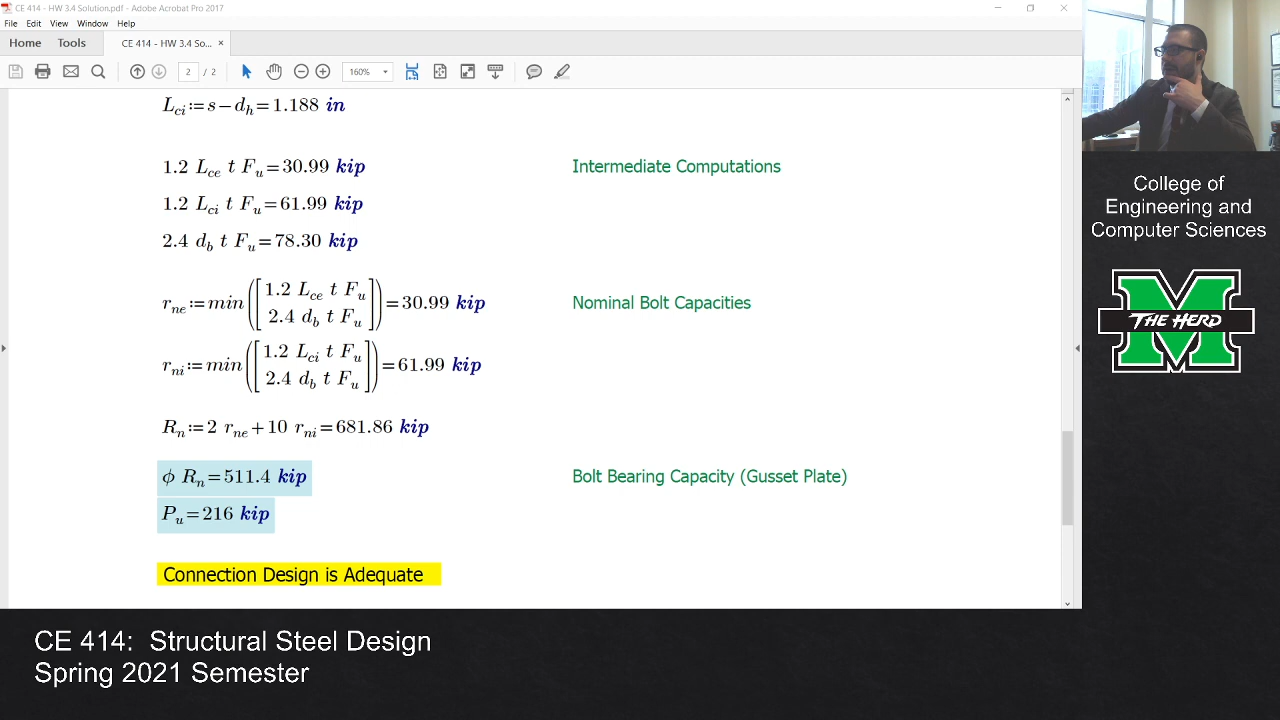 CE 414 - HW 3.4 Solution.pdf - Adobe Acrobat Pro 2017
File Edit View Window Help
Home Tools CE 414 - HW 3.4 So... ×
2 / 2 160%
L_ci := s − d_h = 1.188 in
1.2 L_ce t F_u = 30.99 kip Intermediate Computations
1.2 L_ci t F_u = 61.99 kip
2.4 d_b t F_u = 78.30 kip
r_ne := min([1.2 L_ce t F_u
2.4 d_b t F_u]) = 30.99 kip Nominal Bolt Capacities
r_ni := min([1.2 L_ci t F_u
2.4 d_b t F_u]) = 61.99 kip
R_n := 2 r_ne + 10 r_ni = 681.86 kip
ϕ R_n = 511.4 kip Bolt Bearing Capacity (Gusset Plate)
P_u = 216 kip
Connection Design is Adequate
College of
Engineering and
Computer Sciences
THE HERD
CE 414: Structural Steel Design
Spring 2021 Semester